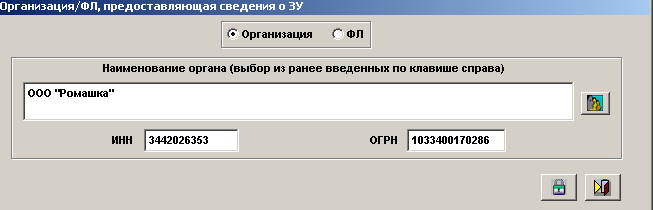 Организация/ФЛ, предоставляющая сведения о ЗУ
Организация ФЛ
Наименование органа (выбор из ранее введенных по клавише справа)
ООО "Ромашка"
ИНН 3442026353 ОГРН 1033400170286